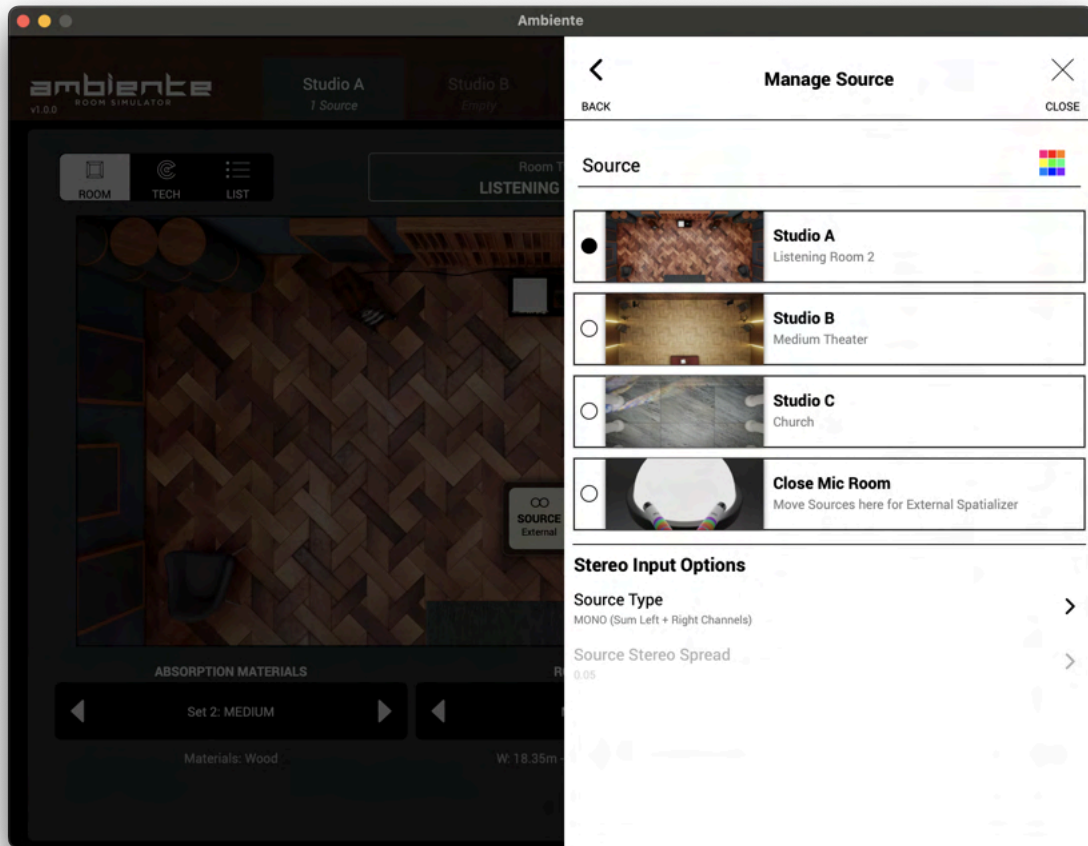 Ambiente
ambiente
ROOM SIMULATOR
v1.0.0
Studio A
1 Source
Studio B
Empty
ROOM
TECH
LIST
Room T
LISTENING
SOURCE
External
ABSORPTION MATERIALS
Set 2: MEDIUM
Materials: Wood
W: 18.35m
BACK
Manage Source
CLOSE
Source
Studio A
Listening Room 2
Studio B
Medium Theater
Studio C
Church
Close Mic Room
Move Sources here for External Spatializer
Stereo Input Options
Source Type
MONO (Sum Left + Right Channels)
Source Stereo Spread
0.05